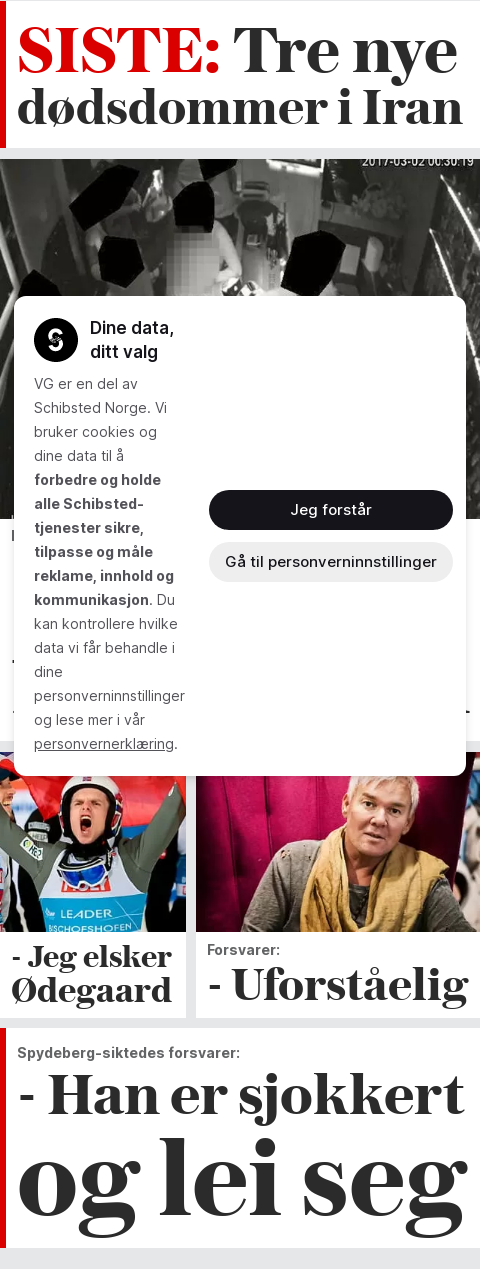 SISTE: Tre nye
dødsdommer i Iran
2017-03-02 00:30:19
Dine data,
ditt valg
VG er en del av
Schibsted Norge. Vi
bruker cookies og
dine data til å
forbedre og holde
alle Schibsted-
tjenester sikre,
tilpasse og måle
reklame, innhold og
kommunikasjon. Du
kan kontrollere hvilke
data vi får behandle i
dine
personverninnstillinger
og lese mer i vår
personvernerklæring.
Jeg forstår
Gå til personverninnstillinger
LEADER
BISCHOFSHOFEN
- Jeg elsker
Ødegaard
Forsvarer:
- Uforståelig
Spydeberg-siktedes forsvarer:
- Han er sjokkert
og lei seg